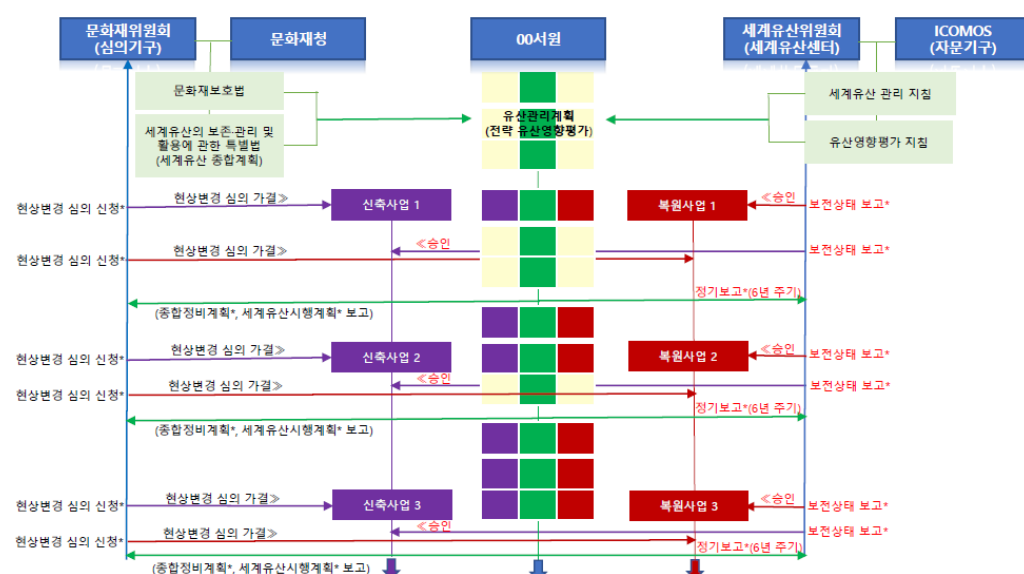 문화재위원회
(심의기구)
문화재청
00서원
세계유산위원회
(세계유산센터)
ICOMOS
(자문기구)
문화재보호법
세계유산의 보존·관리 및
활용에 관한 특별법
(세계유산 종합계획)
유산관리계획
(전략 유산영향평가)
세계유산 관리 지침
유산영향평가 지침
현상변경 심의 신청*
현상변경 심의 가결≫
신축사업 1
복원사업 1
≪승인
보전상태 보고*
현상변경 심의 신청*
현상변경 심의 가결≫
≪승인
보전상태 보고*
정기보고*(6년 주기)
(종합정비계획*, 세계유산시행계획* 보고)
현상변경 심의 신청*
현상변경 심의 가결≫
신축사업 2
복원사업 2
≪승인
보전상태 보고*
현상변경 심의 신청*
현상변경 심의 가결≫
≪승인
보전상태 보고*
정기보고*(6년 주기)
(종합정비계획*, 세계유산시행계획* 보고)
현상변경 심의 신청*
현상변경 심의 가결≫
신축사업 3
복원사업 3
≪승인
보전상태 보고*
현상변경 심의 신청*
현상변경 심의 가결≫
≪승인
보전상태 보고*
정기보고*(6년 주기)
(종합정비계획*, 세계유산시행계획* 보고)